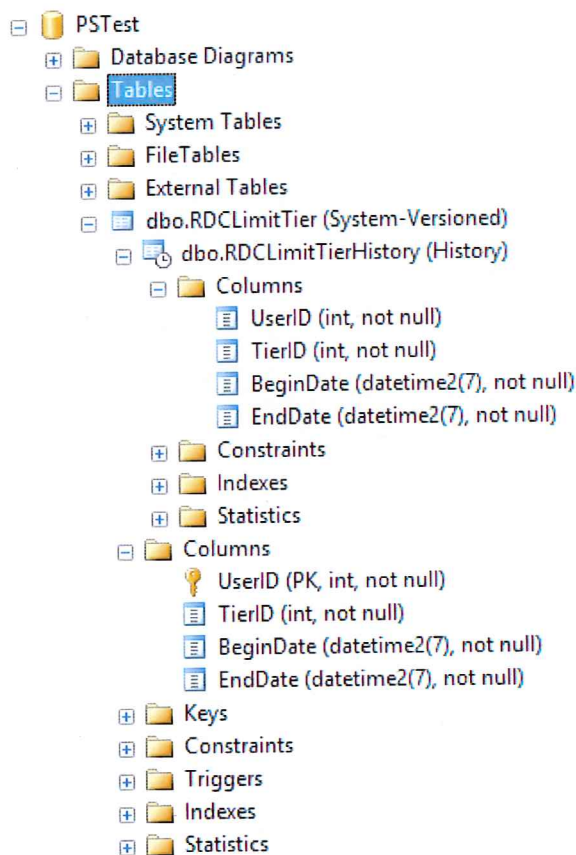 PSTest
Database Diagrams
Tables
System Tables
FileTables
External Tables
dbo.RDCLimitTier (System-Versioned)
dbo.RDCLimitTierHistory (History)
Columns
UserID (int, not null)
TierID (int, not null)
BeginDate (datetime2(7), not null)
EndDate (datetime2(7), not null)
Constraints
Indexes
Statistics
Columns
UserID (PK, int, not null)
TierID (int, not null)
BeginDate (datetime2(7), not null)
EndDate (datetime2(7), not null)
Keys
Constraints
Triggers
Indexes
Statistics